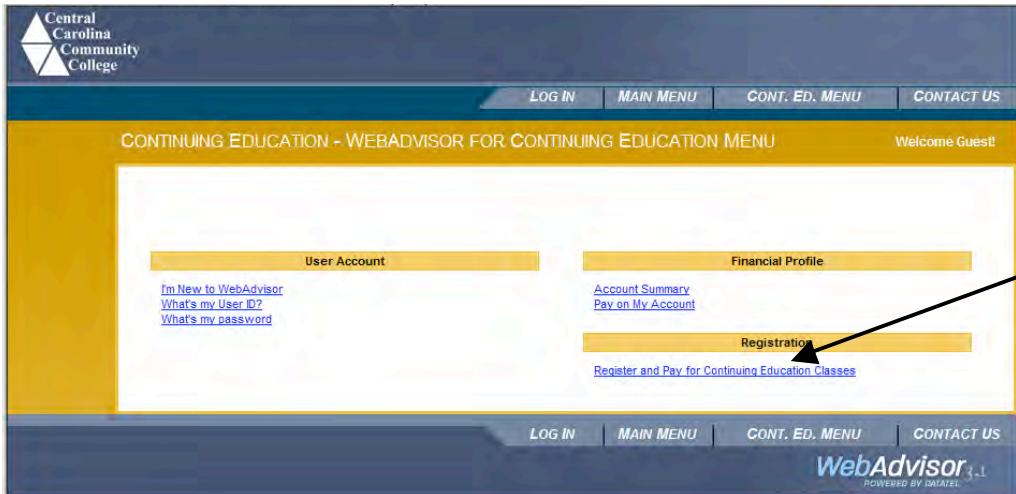 Central
Carolina
Community
College
LOG IN MAIN MENU CONT. ED. MENU CONTACT US
CONTINUING EDUCATION - WEBADVISOR FOR CONTINUING EDUCATION MENU Welcome Guest!
User Account
I'm New to WebAdvisor
What's my User ID?
What's my password
Financial Profile
Account Summary
Pay on My Account
Registration
Register and Pay for Continuing Education Classes
LOG IN MAIN MENU CONT. ED. MENU CONTACT US
WebAdvisor 3.1
POWERED BY DATATEL